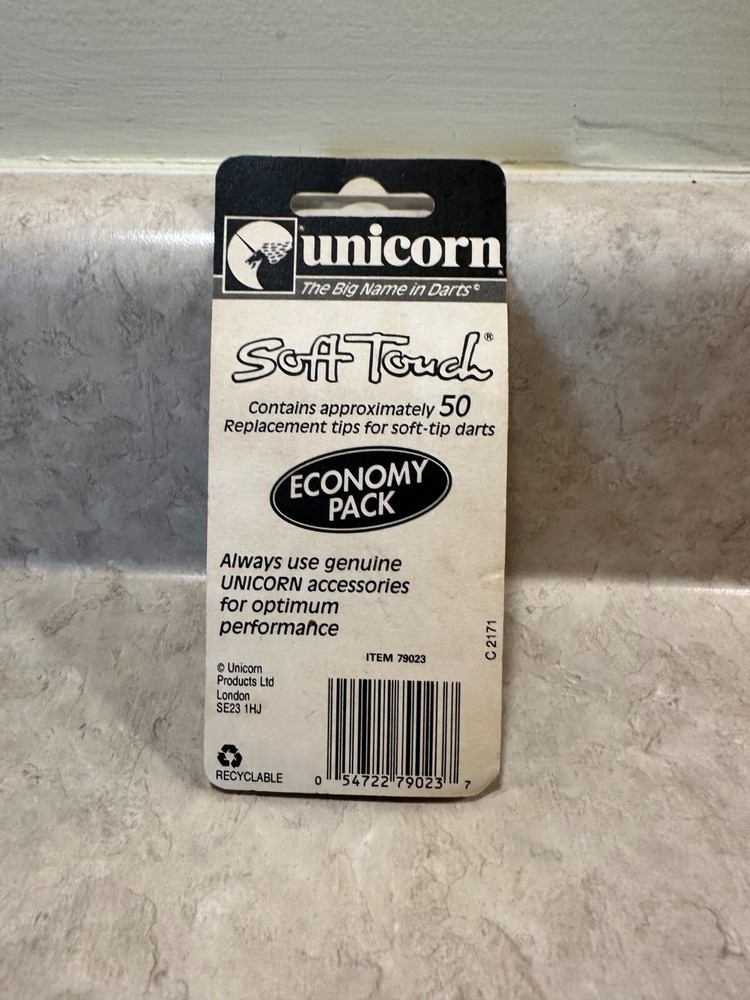 unicorn®
The Big Name in Darts©
Soft Touch®
Contains approximately 50
Replacement tips for soft-tip darts
ECONOMY
PACK
Always use genuine
UNICORN accessories
for optimum
performance
C 2171
ITEM 79023
© Unicorn
Products Ltd
London
SE23 1HJ
RECYCLABLE
0 54722 79023 7